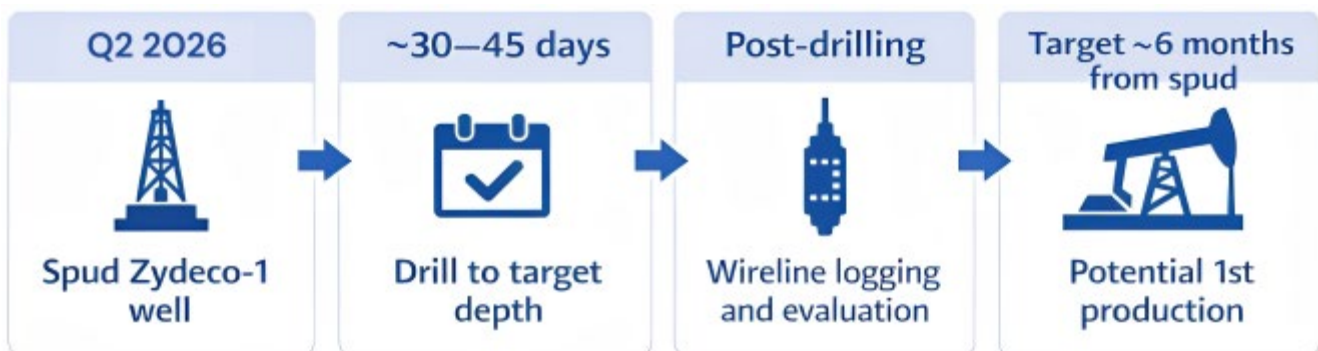 Q2 2026
Spud Zydeco-1
well
~30–45 days
Drill to target
depth
Post-drilling
Wireline logging
and evaluation
Target ~6 months
from spud
Potential 1st
production